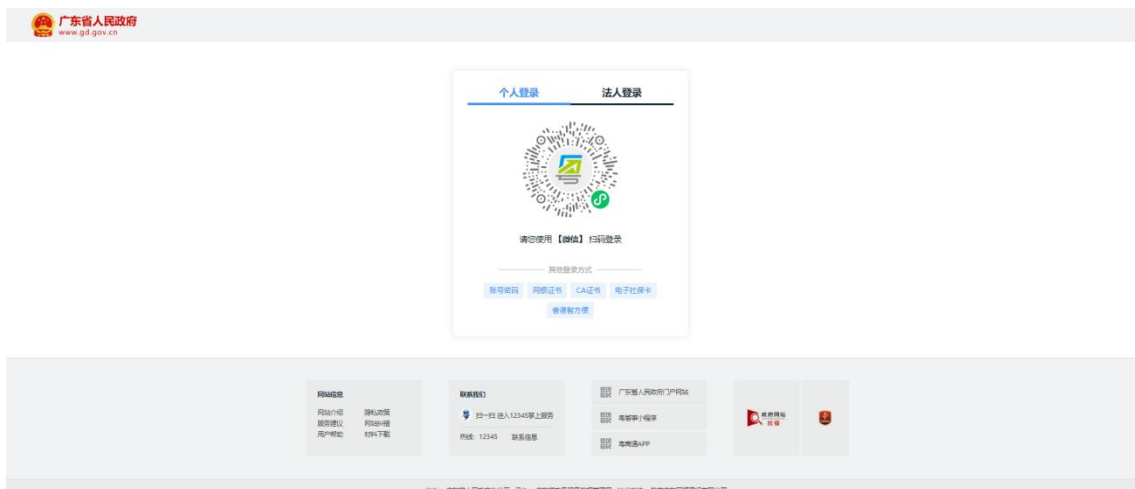 广东省人民政府
www.gd.gov.cn
个人登录 法人登录
请您使用【微信】扫码登录
其他登录方式
账号密码 网银证书 CA证书 电子社保卡
香港智方便
网站信息
网站介绍 隐私政策
服务建议 网站纠错
用户帮助 材料下载
联系我们
扫一扫 进入12345掌上服务
热线: 12345 联系信息
广东省人民政府门户网站
粤省事小程序
粤商通APP
政府网站
找错